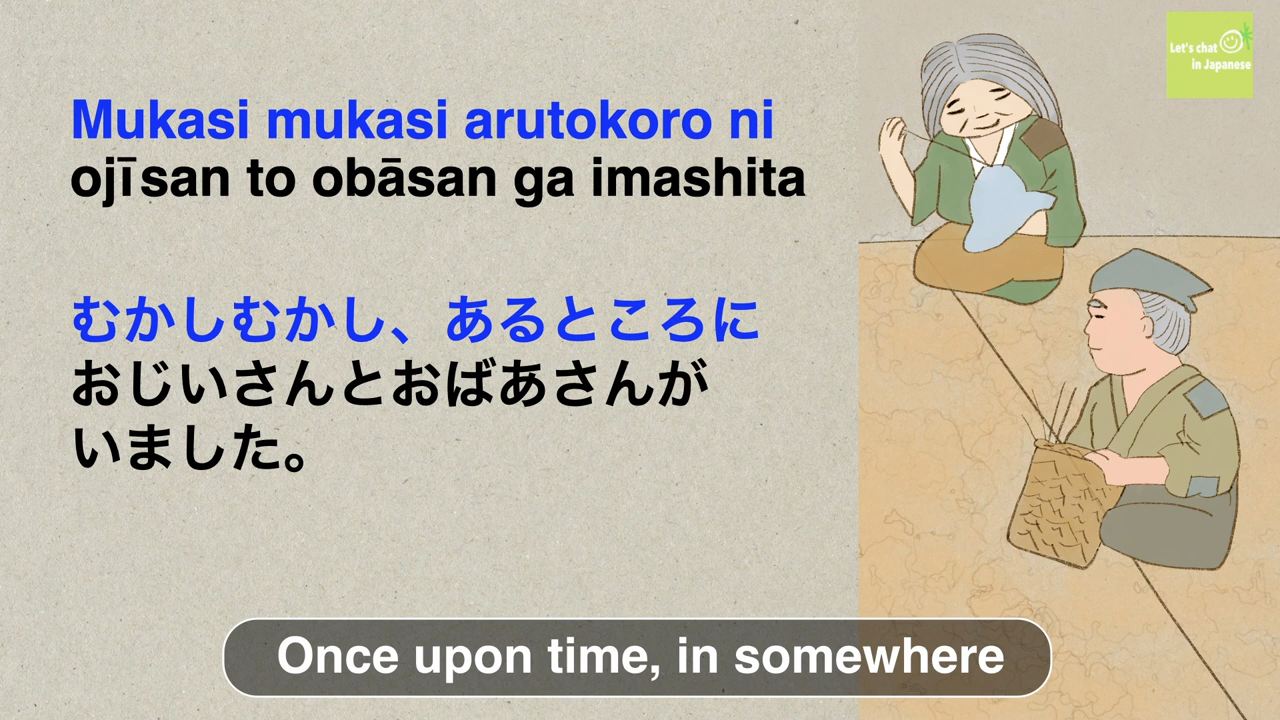 Mukasi mukasi arutokoro ni
ojīsan to obāsan ga imashita
むかしむかし、あるところに
おじいさんとおばあさんが
いました。
Once upon time, in somewhere
Let's chat
in Japanese